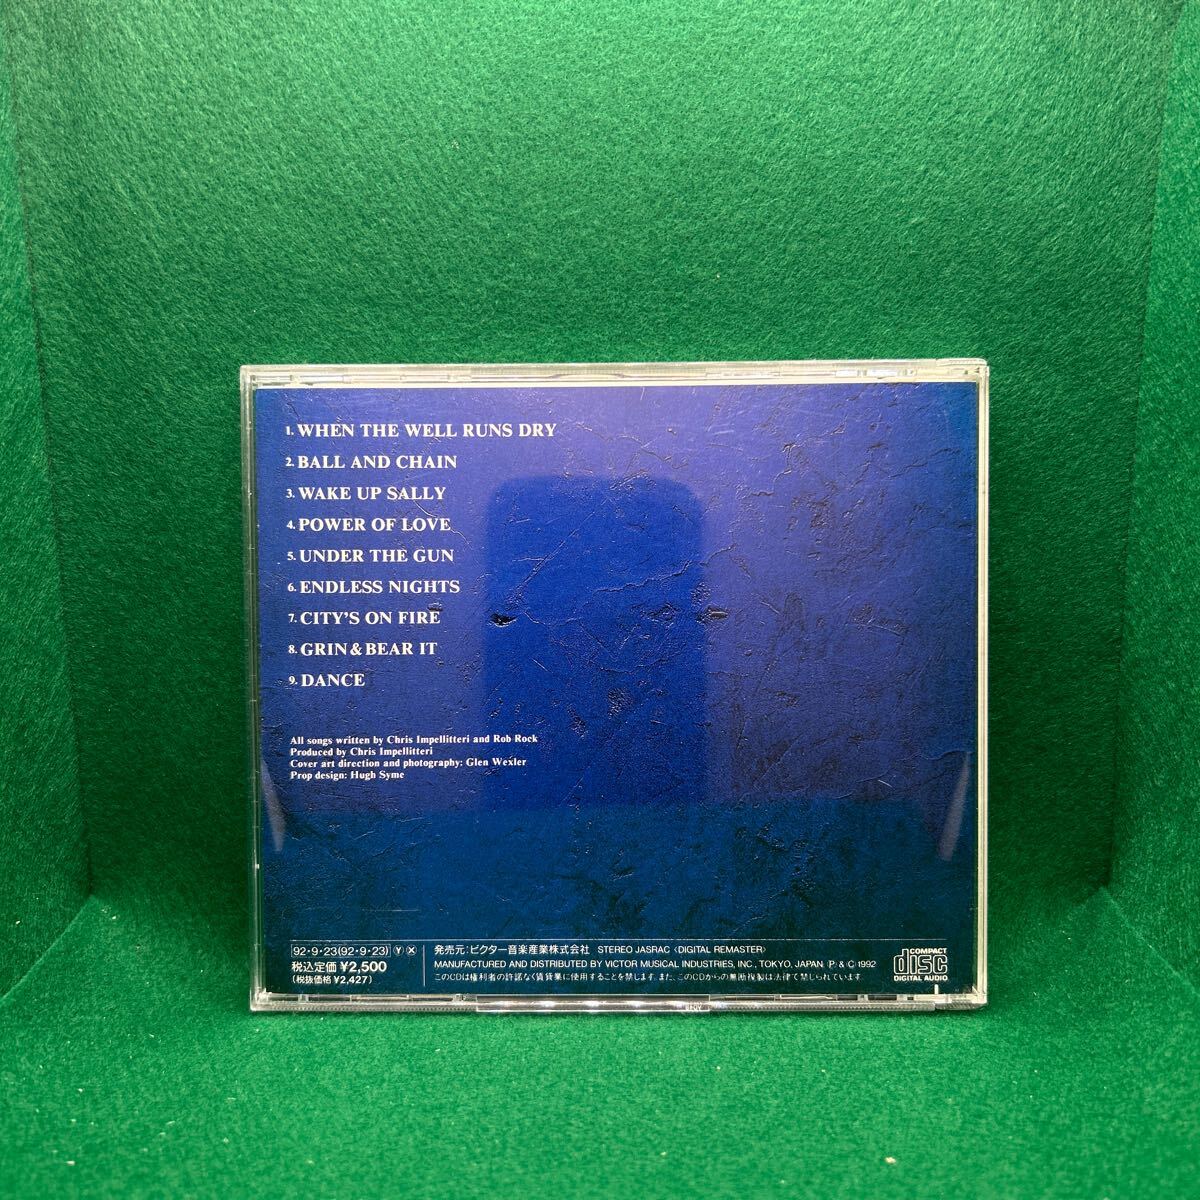 1. WHEN THE WELL RUNS DRY
2. BALL AND CHAIN
3. WAKE UP SALLY
4. POWER OF LOVE
5. UNDER THE GUN
6. ENDLESS NIGHTS
7. CITY'S ON FIRE
8. GRIN & BEAR IT
9. DANCE
All songs written by Chris Impellitteri and Rob Rock
Produced by Chris Impellitteri
Cover art direction and photography: Glen Wexler
Prop design: Hugh Syme
92・9・23(92・9・23) Ⓨ Ⓧ
税込定価 ¥2,500
(税抜価格 ¥2,427)
発売元:ビクター音楽産業株式会社 STEREO JASRAC 〈DIGITAL REMASTER〉
MANUFACTURED AND DISTRIBUTED BY VICTOR MUSICAL INDUSTRIES, INC., TOKYO, JAPAN Ⓟ & Ⓒ 1992
このCDは権利者の許諾なく賃貸業に使用することを禁じます。また、このCDからの無断複製は法律で禁じられています。
COMPACT
disc
DIGITAL AUDIO